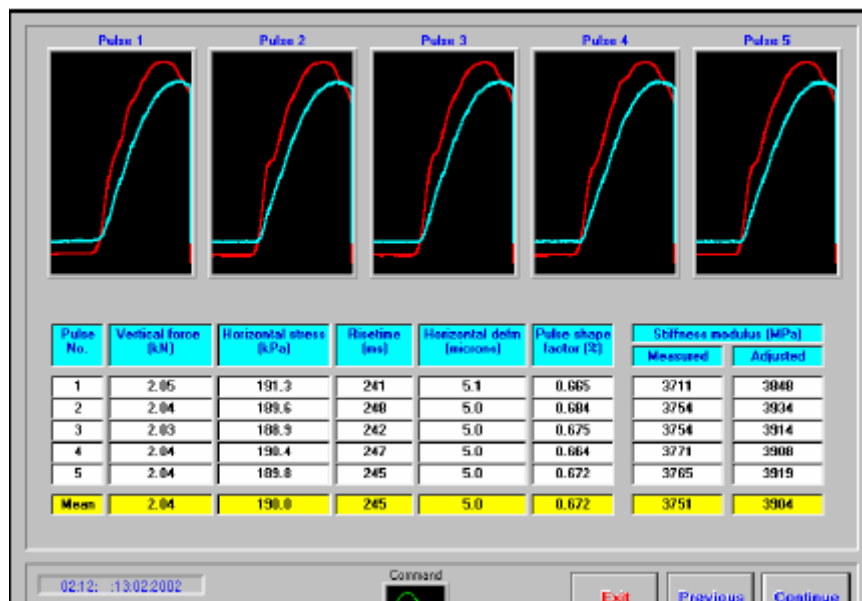 Pulse 1 Pulse 2 Pulse 3 Pulse 4 Pulse 5
Pulse No. Vertical force (kN) Horizontal stress (kPa) Risetime (ms) Horizontal defm (microns) Pulse shape factor (%) Stiffness modulus (MPa)
Measured Adjusted
1 2.05 191.3 241 5.1 0.665 3711 3848
2 2.04 189.6 248 5.0 0.684 3754 3934
3 2.03 188.9 242 5.0 0.675 3754 3914
4 2.04 190.4 247 5.0 0.664 3771 3908
5 2.04 189.8 245 5.0 0.672 3765 3919
Mean 2.04 190.0 245 5.0 0.672 3751 3904
Command
02:12: :13.02.2002
Exit Previous Continue